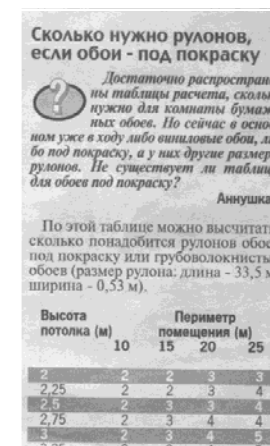 Сколько нужно рулонов,
если обои - под покраску
Достаточно распростран
ны таблицы расчета, сколь
нужно для комнаты бумаж
ных обоев. Но сейчас в осно
ном уже в ходу либо виниловые обои, л
бо под покраску, а у них другие размер
рулонов. Не существует ли таблиц
для обоев под покраску?
Аннушка
По этой таблице можно высчитат
сколько понадобится рулонов обое
под покраску или грубоволокнисты
обоев (размер рулона: длина - 33,5 м
ширина - 0,53 м).
Высота Периметр
потолка (м) помещения (м)
10 15 20 25
2 2 2 3 3
2,25 2 2 3 4
2,5 2 3 3 4
2,75 2 3 4 4
3 2 3 4